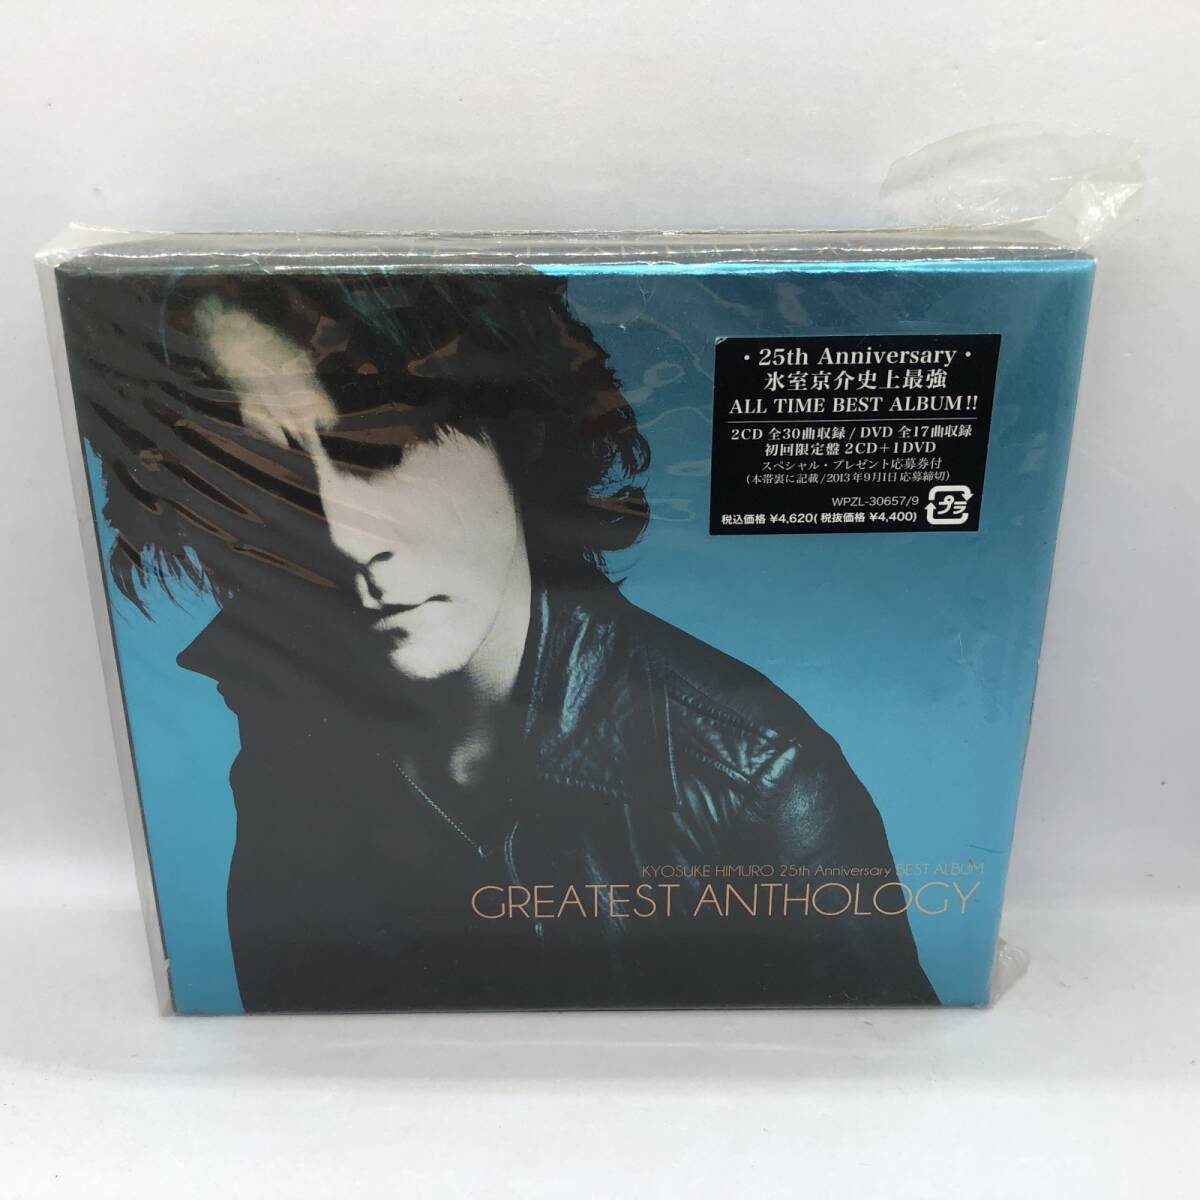 ・25th Anniversary・
氷室京介史上最強
ALL TIME BEST ALBUM!!
2CD 全30曲収録 / DVD 全17曲収録
初回限定盤 2CD+1DVD
スペシャル・プレゼント応募券付
(本帯裏に記載/2013年9月1日応募締切)
WPZL-30657/9
税込価格 ¥4,620(税抜価格 ¥4,400)
プラ
KYOSUKE HIMURO 25th Anniversary BEST ALBUM
GREATEST ANTHOLOGY